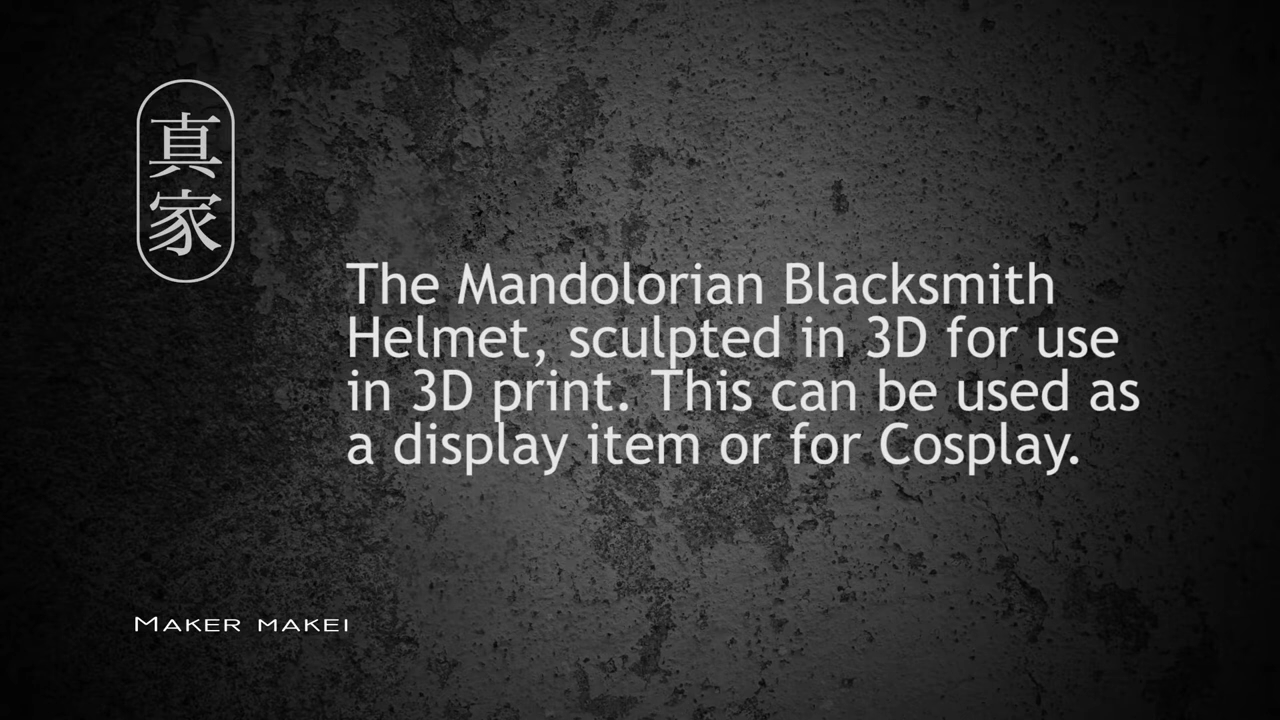 真家
The Mandolorian Blacksmith
Helmet, sculpted in 3D for use
in 3D print. This can be used as
a display item or for Cosplay.
Maker makei